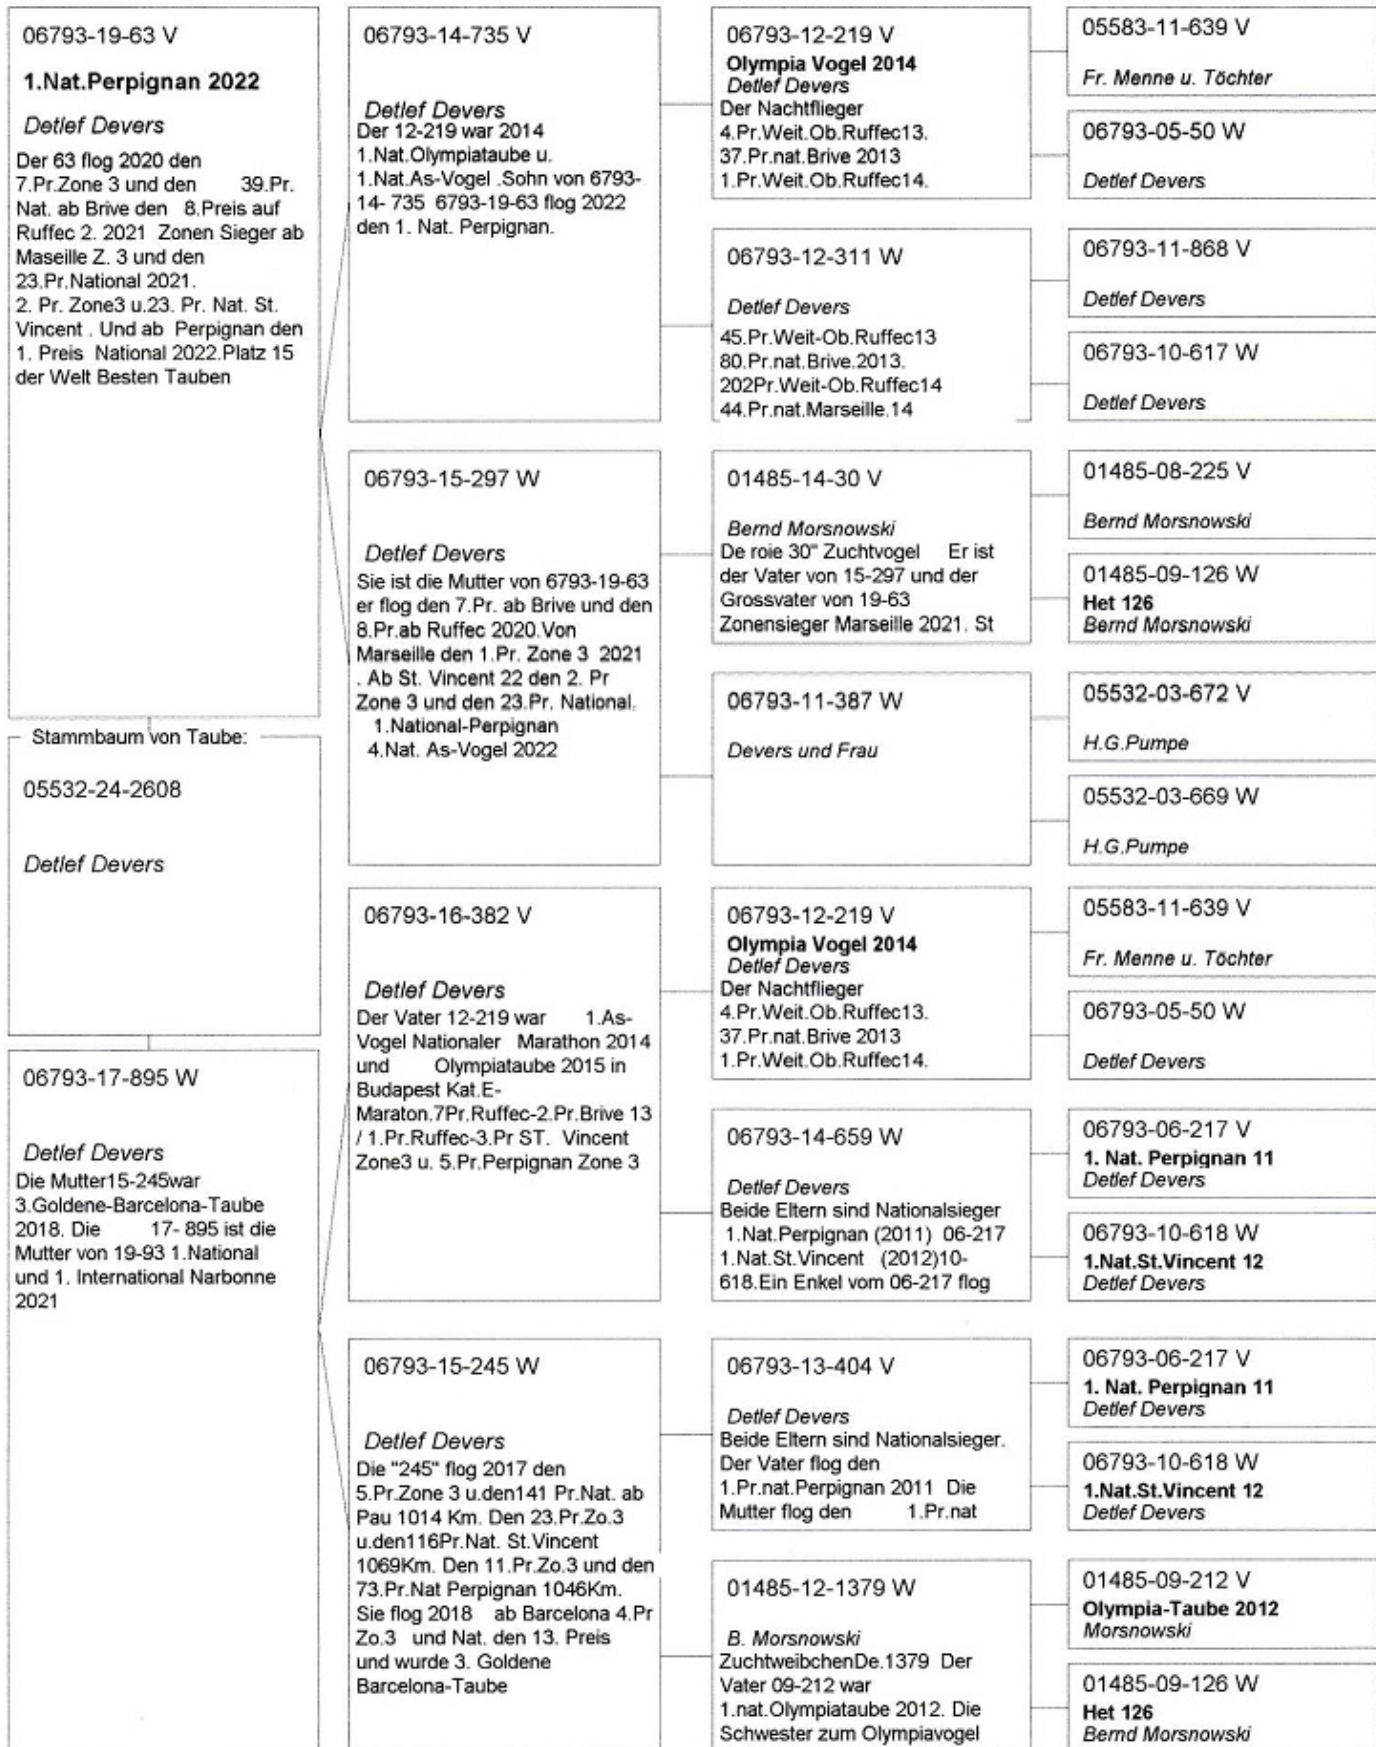 06793-19-63 V
1.Nat.Perpignan 2022
Detlef Devers
Der 63 flog 2020 den
7.Pr.Zone 3 und den 39.Pr.
Nat. ab Brive den 8.Preis auf
Ruffec 2. 2021 Zonen Sieger ab
Maseille Z. 3 und den
23.Pr.National 2021.
2. Pr. Zone3 u.23. Pr. Nat. St.
Vincent . Und ab Perpignan den
1. Preis National 2022.Platz 15
der Welt Besten Tauben
Stammbaum von Taube:
05532-24-2608
Detlef Devers
06793-17-895 W
Detlef Devers
Die Mutter15-245war
3.Goldene-Barcelona-Taube
2018. Die 17- 895 ist die
Mutter von 19-93 1.National
und 1. International Narbonne
2021
06793-14-735 V
Detlef Devers
Der 12-219 war 2014
1.Nat.Olympiataube u.
1.Nat.As-Vogel .Sohn von 6793-
14- 735 6793-19-63 flog 2022
den 1. Nat. Perpignan.
06793-15-297 W
Detlef Devers
Sie ist die Mutter von 6793-19-63
er flog den 7.Pr. ab Brive und den
8.Pr.ab Ruffec 2020.Von
Marseille den 1.Pr. Zone 3 2021
. Ab St. Vincent 22 den 2. Pr
Zone 3 und den 23.Pr. National.
1.National-Perpignan
4.Nat. As-Vogel 2022
06793-16-382 V
Detlef Devers
Der Vater 12-219 war 1.As-
Vogel Nationaler Marathon 2014
und Olympiataube 2015 in
Budapest Kat.E-
Maraton.7Pr.Ruffec-2.Pr.Brive 13
/ 1.Pr.Ruffec-3.Pr ST. Vincent
Zone3 u. 5.Pr.Perpignan Zone 3
06793-15-245 W
Detlef Devers
Die "245" flog 2017 den
5.Pr.Zone 3 u.den141 Pr.Nat. ab
Pau 1014 Km. Den 23.Pr.Zo.3
u.den116Pr.Nat. St.Vincent
1069Km. Den 11.Pr.Zo.3 und den
73.Pr.Nat Perpignan 1046Km.
Sie flog 2018 ab Barcelona 4.Pr
Zo.3 und Nat. den 13. Preis
und wurde 3. Goldene
Barcelona-Taube
06793-12-219 V
Olympia Vogel 2014
Detlef Devers
Der Nachtflieger
4.Pr.Weit.Ob.Ruffec13.
37.Pr.nat.Brive 2013
1.Pr.Weit.Ob.Ruffec14.
06793-12-311 W
Detlef Devers
45.Pr.Weit-Ob.Ruffec13
80.Pr.nat.Brive.2013.
202Pr.Weit-Ob.Ruffec14
44.Pr.nat.Marseille.14
01485-14-30 V
Bernd Morsnowski
De roie 30" Zuchtvogel Er ist
der Vater von 15-297 und der
Grossvater von 19-63
Zonensieger Marseille 2021. St
06793-11-387 W
Devers und Frau
06793-12-219 V
Olympia Vogel 2014
Detlef Devers
Der Nachtflieger
4.Pr.Weit.Ob.Ruffec13.
37.Pr.nat.Brive 2013
1.Pr.Weit.Ob.Ruffec14.
06793-14-659 W
Detlef Devers
Beide Eltern sind Nationalsieger
1.Nat.Perpignan (2011) 06-217
1.Nat.St.Vincent (2012)10-
618.Ein Enkel vom 06-217 flog
06793-13-404 V
Detlef Devers
Beide Eltern sind Nationalsieger.
Der Vater flog den
1.Pr.nat.Perpignan 2011 Die
Mutter flog den 1.Pr.nat
01485-12-1379 W
B. Morsnowski
ZuchtweibchenDe.1379 Der
Vater 09-212 war
1.nat.Olympiataube 2012. Die
Schwester zum Olympiavogel
05583-11-639 V
Fr. Menne u. Töchter
06793-05-50 W
Detlef Devers
06793-11-868 V
Detlef Devers
06793-10-617 W
Detlef Devers
01485-08-225 V
Bernd Morsnowski
01485-09-126 W
Het 126
Bernd Morsnowski
05532-03-672 V
H.G.Pumpe
05532-03-669 W
H.G.Pumpe
05583-11-639 V
Fr. Menne u. Töchter
06793-05-50 W
Detlef Devers
06793-06-217 V
1. Nat. Perpignan 11
Detlef Devers
06793-10-618 W
1.Nat.St.Vincent 12
Detlef Devers
06793-06-217 V
1. Nat. Perpignan 11
Detlef Devers
06793-10-618 W
1.Nat.St.Vincent 12
Detlef Devers
01485-09-212 V
Olympia-Taube 2012
Morsnowski
01485-09-126 W
Het 126
Bernd Morsnowski